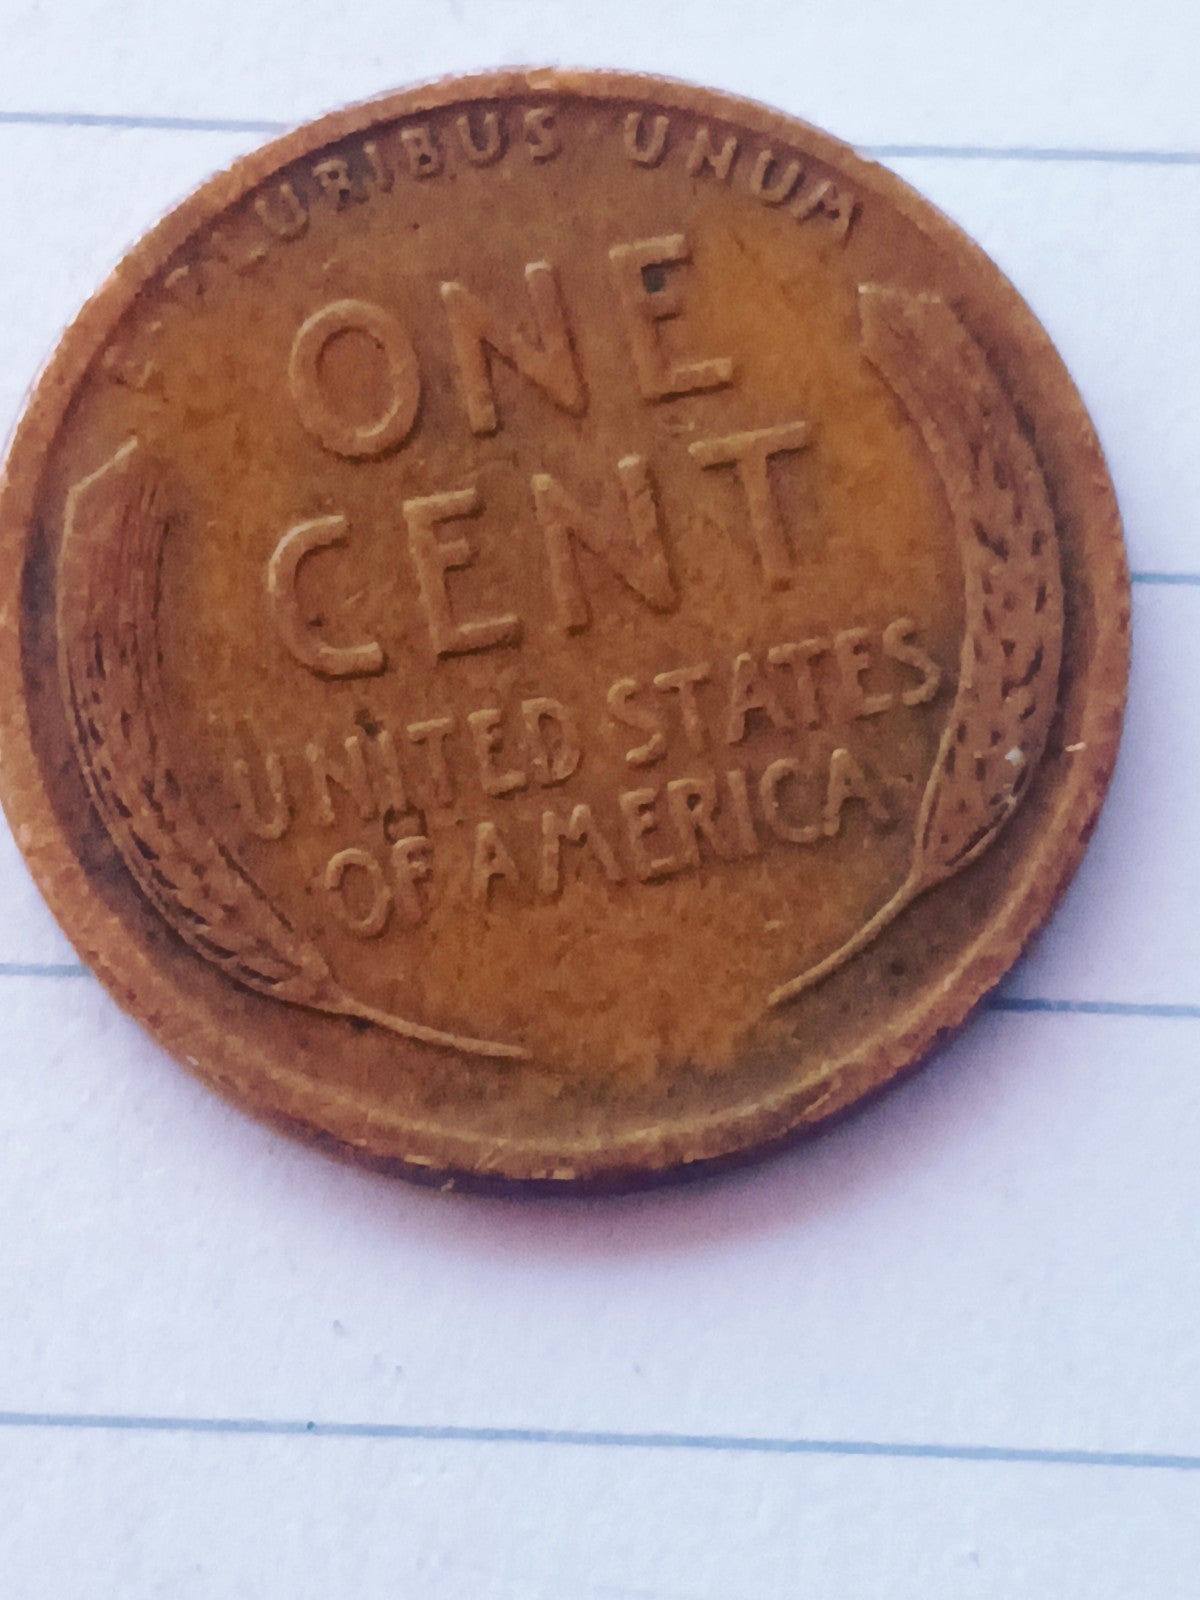 E PLURIBUS UNUM
ONE
CENT
UNITED STATES
OF AMERICA